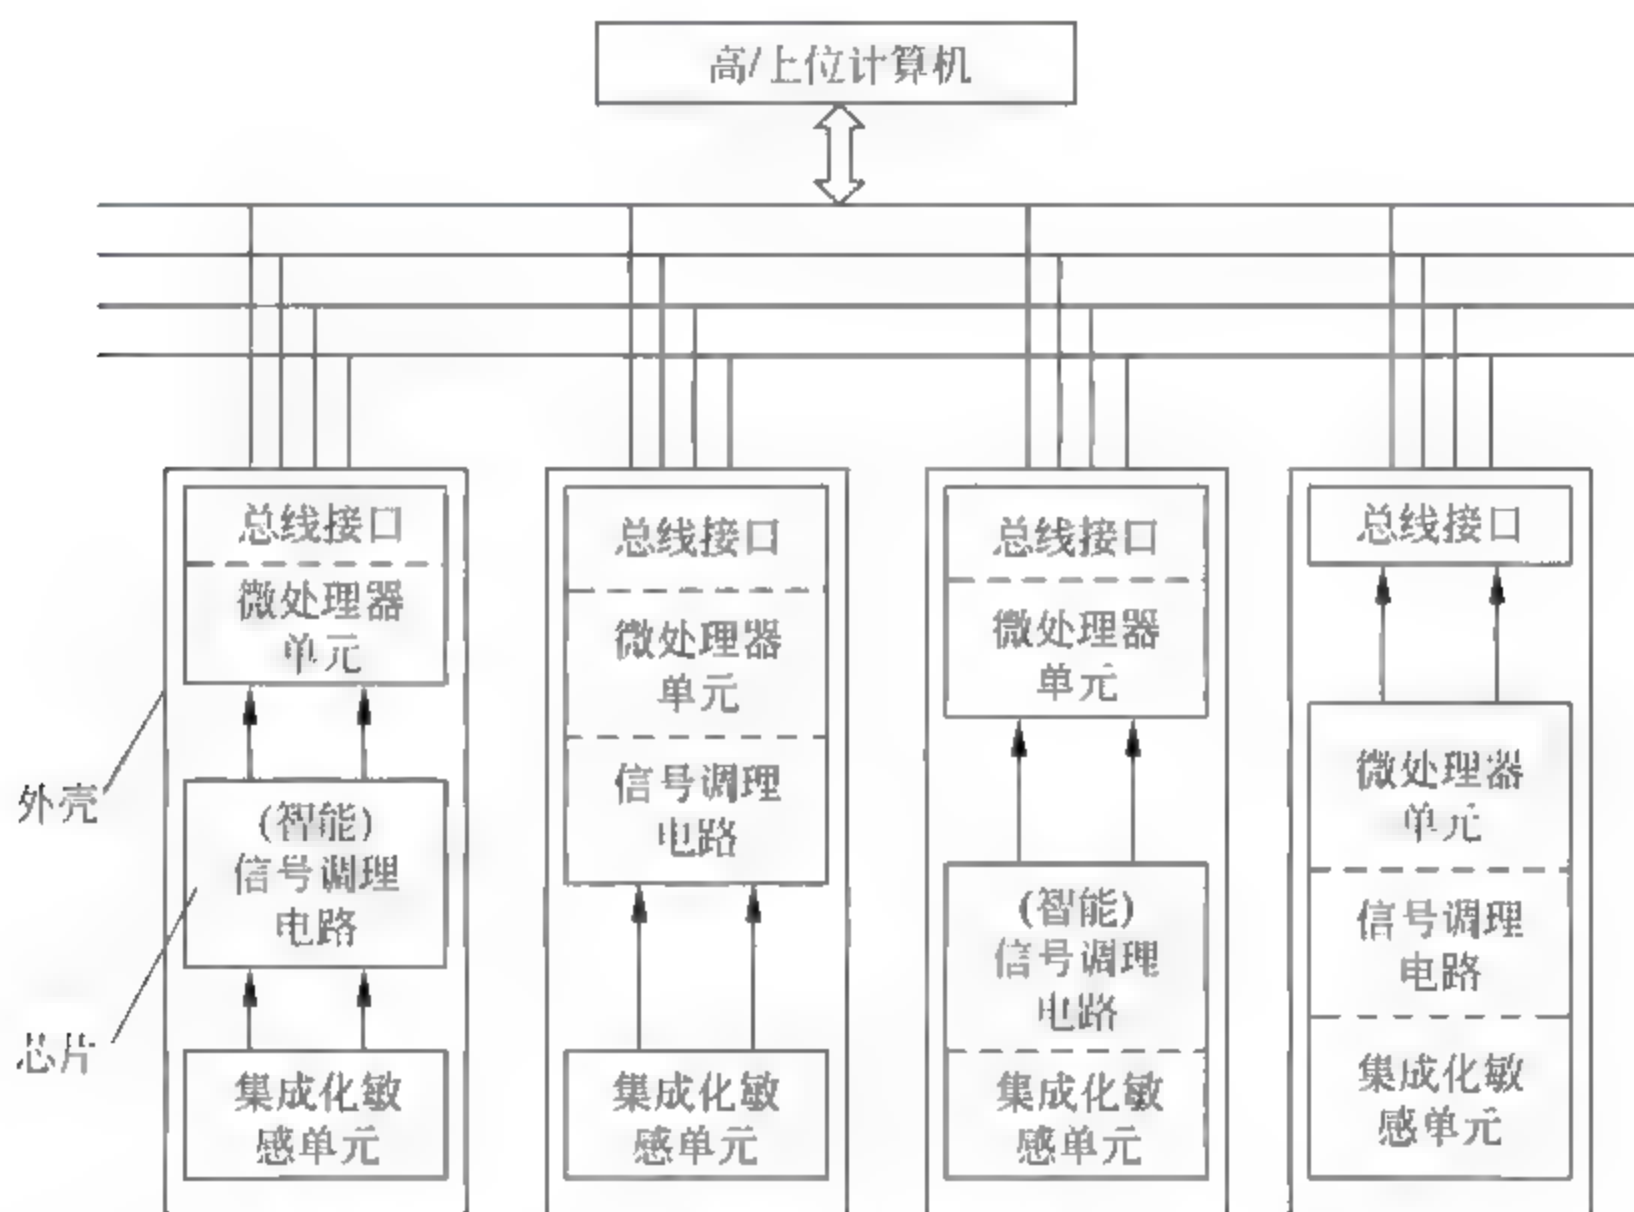 高/上位计算机
总线接口
微处理器
单元
(智能)
信号调理
电路
集成化敏
感单元
总线接口
微处理器
单元
信号调理
电路
集成化敏
感单元
总线接口
微处理器
单元
(智能)
信号调理
电路
集成化敏
感单元
总线接口
微处理器
单元
信号调理
电路
集成化敏
感单元
外壳
芯片